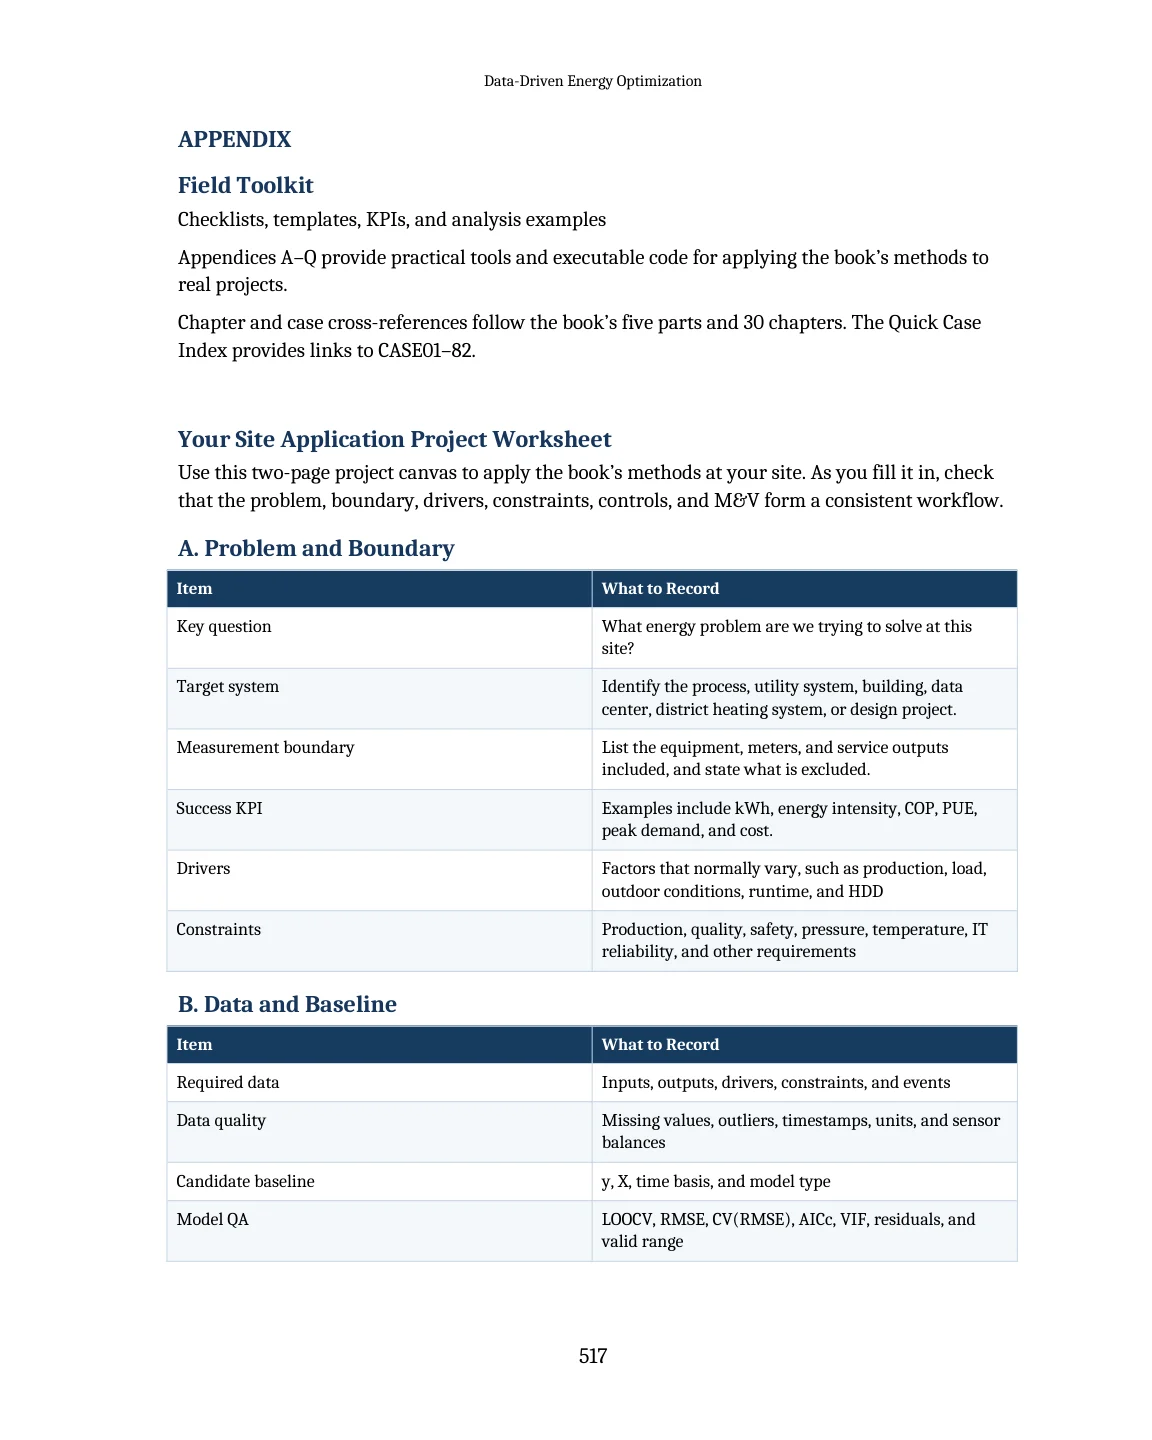 Data-Driven Energy Optimization
APPENDIX
Field Toolkit
Checklists, templates, KPIs, and analysis examples
Appendices A–Q provide practical tools and executable code for applying the book’s methods to
real projects.
Chapter and case cross-references follow the book’s five parts and 30 chapters. The Quick Case
Index provides links to CASE01–82.
Your Site Application Project Worksheet
Use this two-page project canvas to apply the book’s methods at your site. As you fill it in, check
that the problem, boundary, drivers, constraints, controls, and M&V form a consistent workflow.
A. Problem and Boundary
Item
What to Record
Key question
What energy problem are we trying to solve at this
site?
Target system
Identify the process, utility system, building, data
center, district heating system, or design project.
Measurement boundary
List the equipment, meters, and service outputs
included, and state what is excluded.
Success KPI
Examples include kWh, energy intensity, COP, PUE,
peak demand, and cost.
Drivers
Factors that normally vary, such as production, load,
outdoor conditions, runtime, and HDD
Constraints
Production, quality, safety, pressure, temperature, IT
reliability, and other requirements
B. Data and Baseline
Item
What to Record
Required data
Inputs, outputs, drivers, constraints, and events
Data quality
Missing values, outliers, timestamps, units, and sensor
balances
Candidate baseline
y, X, time basis, and model type
Model QA
LOOCV, RMSE, CV(RMSE), AICc, VIF, residuals, and
valid range
517